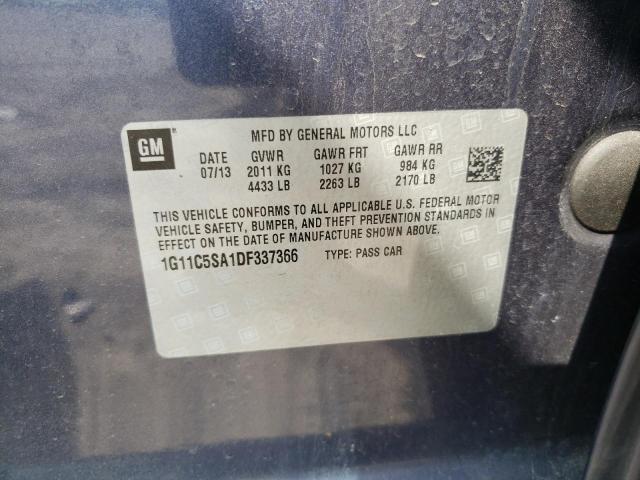 GM
MFD BY GENERAL MOTORS LLC
DATE GVWR GAWR FRT GAWR RR
07/13 2011 KG 1027 KG 984 KG
4433 LB 2263 LB 2170 LB
THIS VEHICLE CONFORMS TO ALL APPLICABLE U.S. FEDERAL MOTOR
VEHICLE SAFETY, BUMPER, AND THEFT PREVENTION STANDARDS IN
EFFECT ON THE DATE OF MANUFACTURE SHOWN ABOVE.
1G11C5SA1DF337366 TYPE: PASS CAR